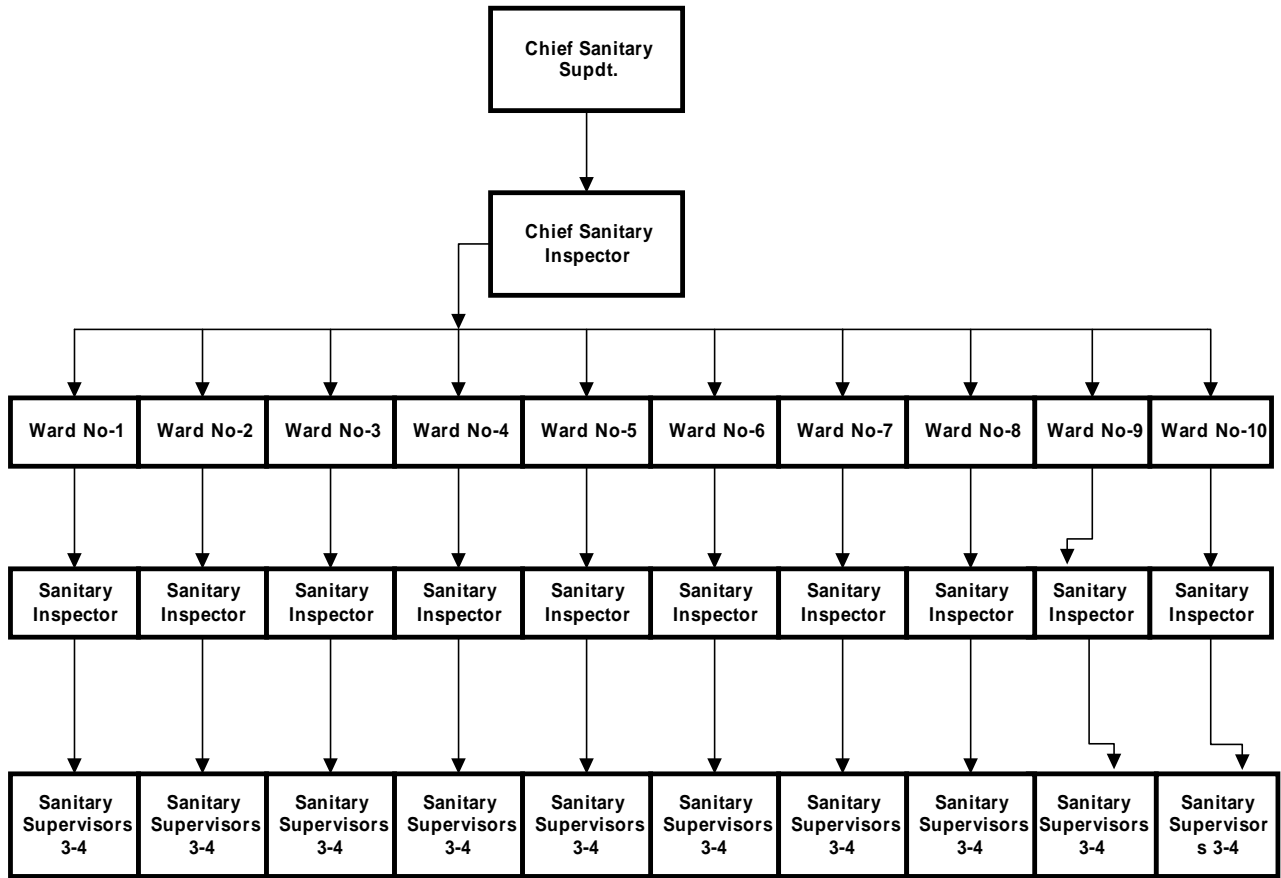 Chief Sanitary
Supdt.
Chief Sanitary
Inspector
Ward No-1 Ward No-2 Ward No-3 Ward No-4 Ward No-5 Ward No-6 Ward No-7 Ward No-8 Ward No-9 Ward No-10
Sanitary Sanitary Sanitary Sanitary Sanitary Sanitary Sanitary Sanitary Sanitary Sanitary
Inspector Inspector Inspector Inspector Inspector Inspector Inspector Inspector Inspector Inspector
Sanitary Sanitary Sanitary Sanitary Sanitary Sanitary Sanitary Sanitary Sanitary Sanitary
Supervisors Supervisors Supervisors Supervisors Supervisors Supervisors Supervisors Supervisors Supervisors Supervisor
3-4 3-4 3-4 3-4 3-4 3-4 3-4 3-4 3-4 s 3-4